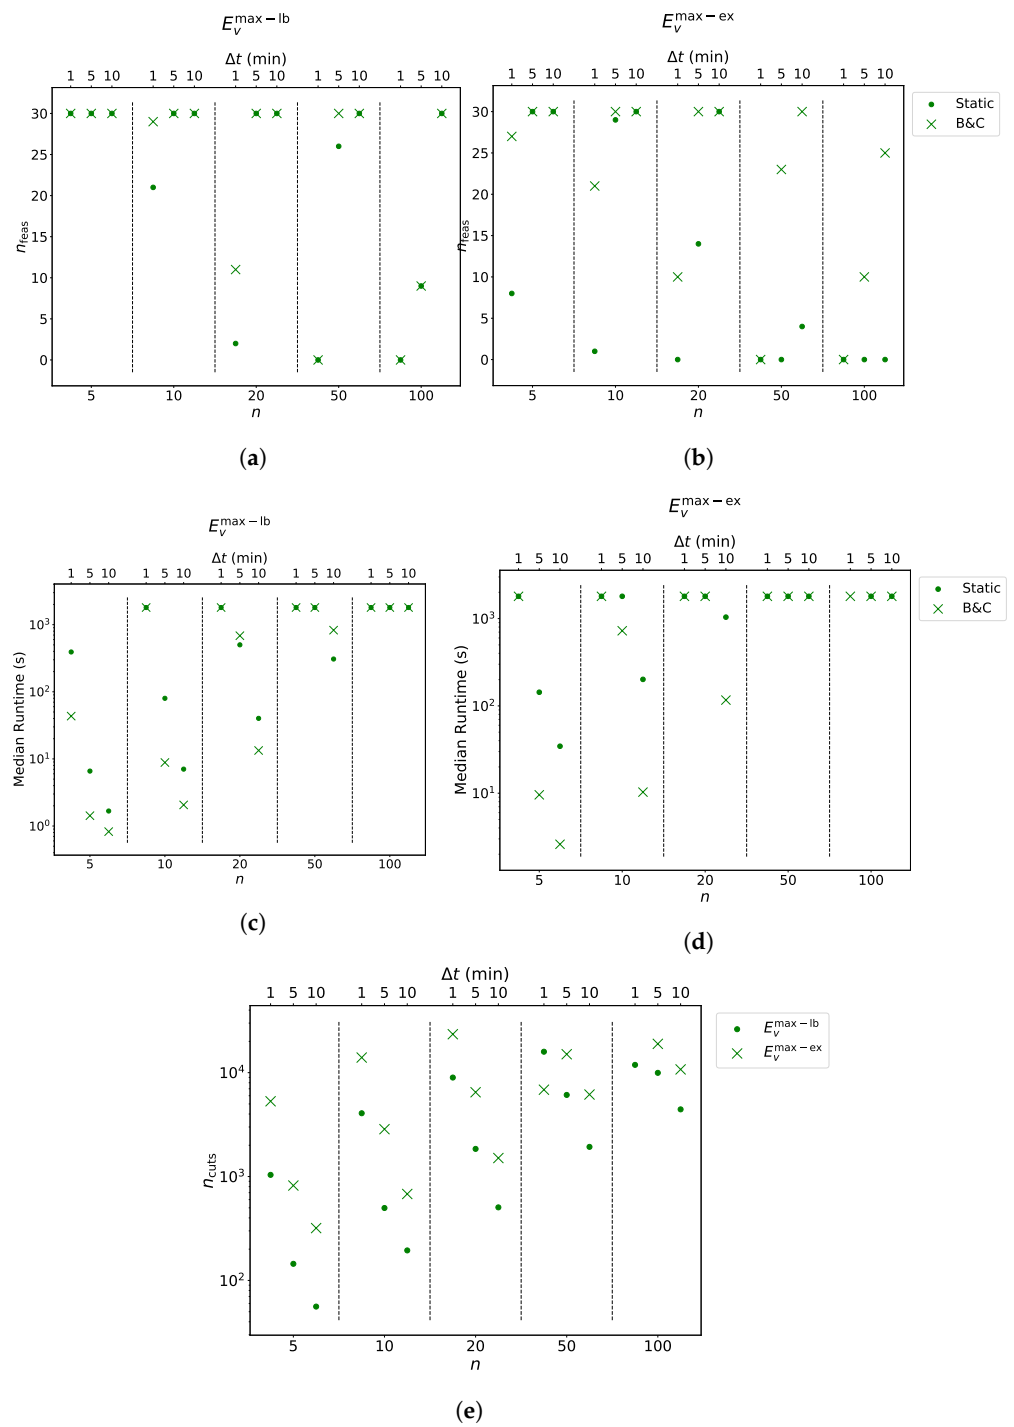 E_v^{max−lb}
Δt (min)
1 5 10 1 5 10 1 5 10 1 5 10 1 5 10
30
25
20
15
10
5
0
n_feas
5 10 20 50 100
n
(a)
E_v^{max−ex}
Δt (min)
1 5 10 1 5 10 1 5 10 1 5 10 1 5 10
30
25
20
15
10
5
0
n_feas
5 10 20 50 100
n
Static
B&C
(b)
E_v^{max−lb}
Δt (min)
1 5 10 1 5 10 1 5 10 1 5 10 1 5 10
10^3
10^2
10^1
10^0
Median Runtime (s)
5 10 20 50 100
n
(c)
E_v^{max−ex}
Δt (min)
1 5 10 1 5 10 1 5 10 1 5 10 1 5 10
10^3
10^2
10^1
Median Runtime (s)
5 10 20 50 100
n
Static
B&C
(d)
Δt (min)
1 5 10 1 5 10 1 5 10 1 5 10 1 5 10
10^4
10^3
10^2
n_cuts
5 10 20 50 100
n
E_v^{max−lb}
E_v^{max−ex}
(e)